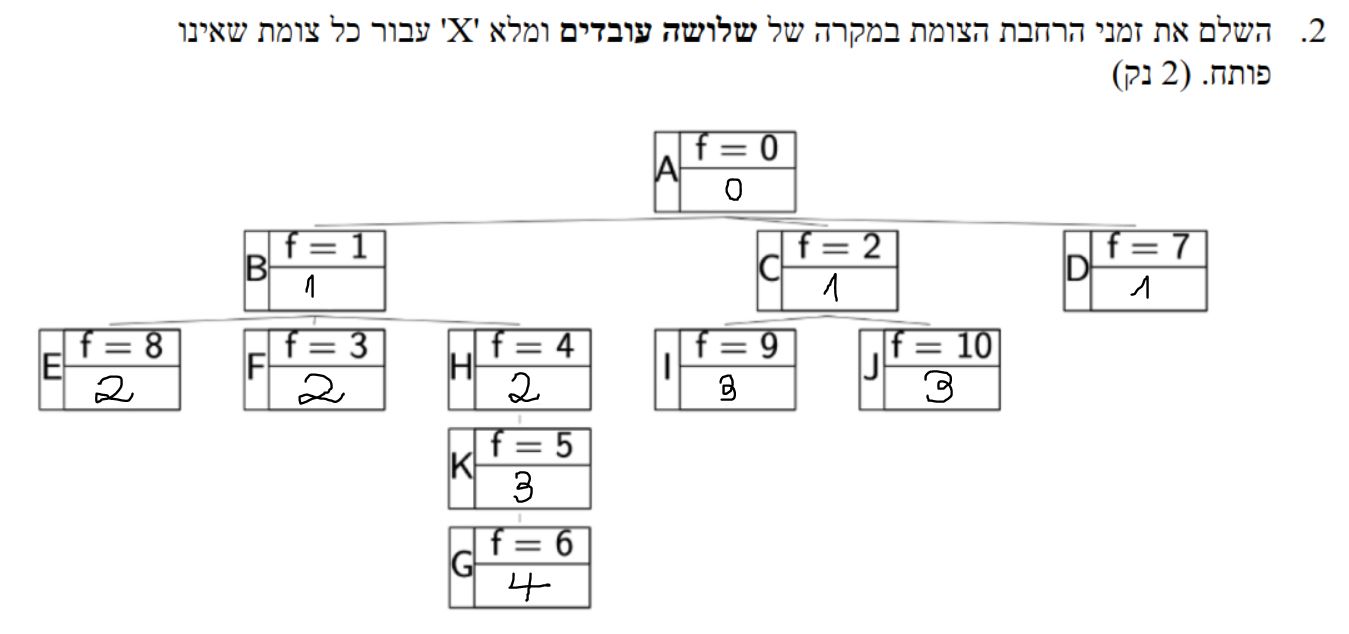 2. השלם את זמני הרחבת הצומת במקרה של שלושה עובדים ומלא 'X' עבור כל צומת שאינו
פותח. (2 נק)
A f = 0
0
B f = 1
1
C f = 2
1
D f = 7
1
E f = 8
2
F f = 3
2
H f = 4
2
I f = 9
3
J f = 10
3
K f = 5
3
G f = 6
4